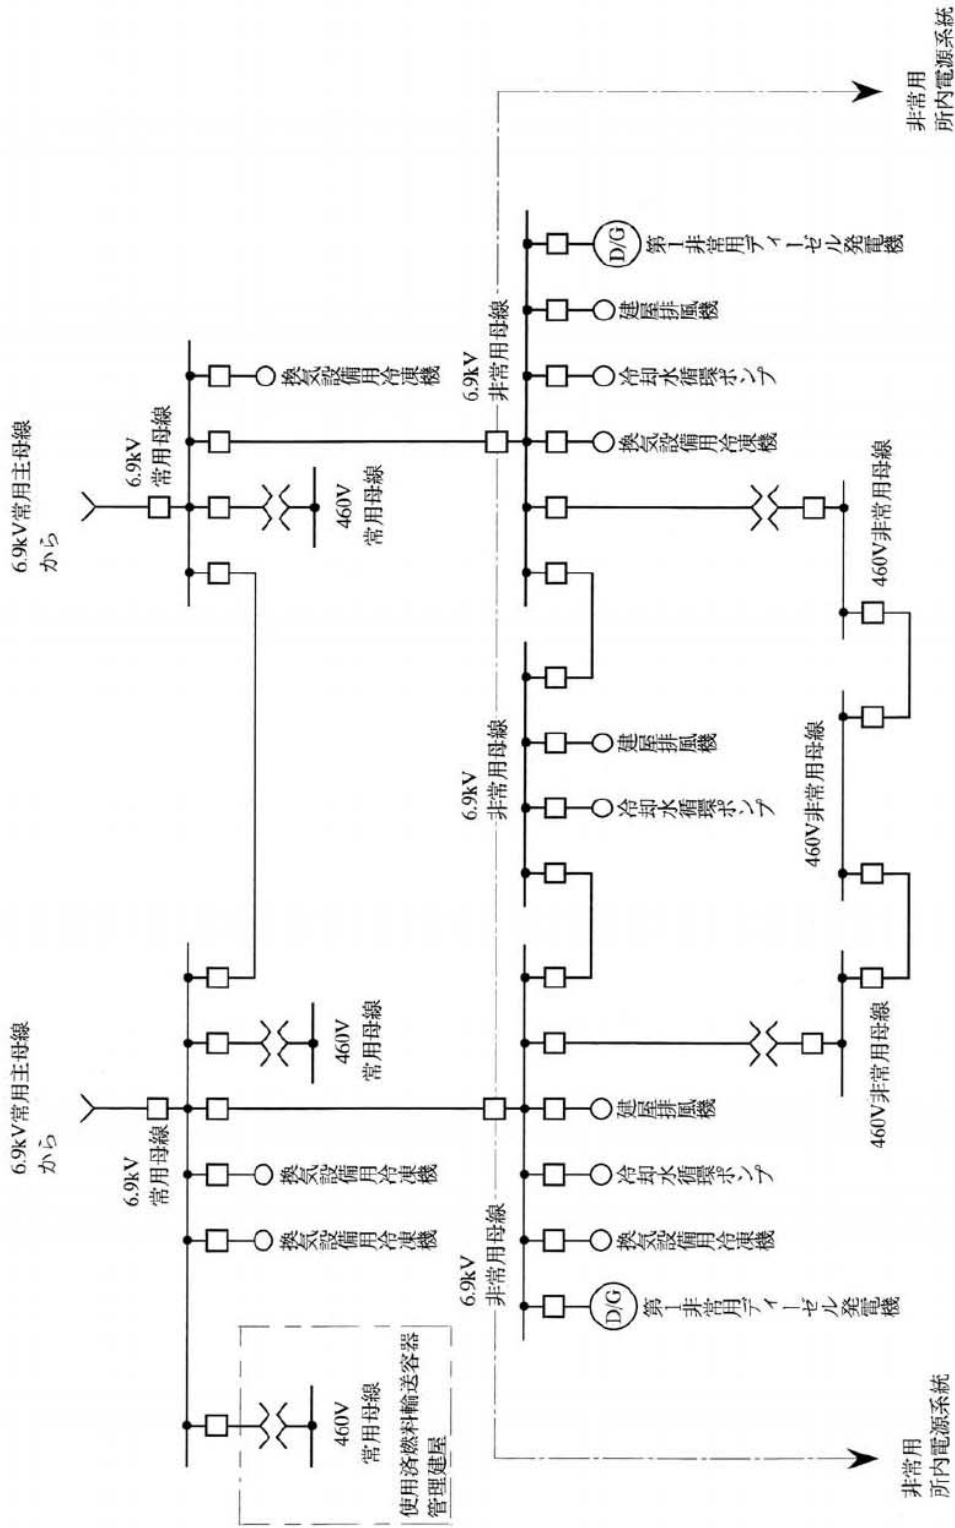 6.9kV常用主母線
から
6.9kV常用主母線
から
6.9kV
常用母線
6.9kV
常用母線
換気設備用冷凍機
換気設備用冷凍機
換気設備用冷凍機
460V
常用母線
460V
常用母線
460V
常用母線
使用済燃料輸送容器
管理建屋
6.9kV
非常用母線
6.9kV
非常用母線
6.9kV
非常用母線
D/G
第1非常用ディーゼル発電機
換気設備用冷凍機
冷却水循環ポンプ
建屋排風機
冷却水循環ポンプ
建屋排風機
換気設備用冷凍機
冷却水循環ポンプ
建屋排風機
D/G
第1非常用ディーゼル発電機
460V非常用母線
460V非常用母線
460V非常用母線
非常用
所内電源系統
非常用
所内電源系統